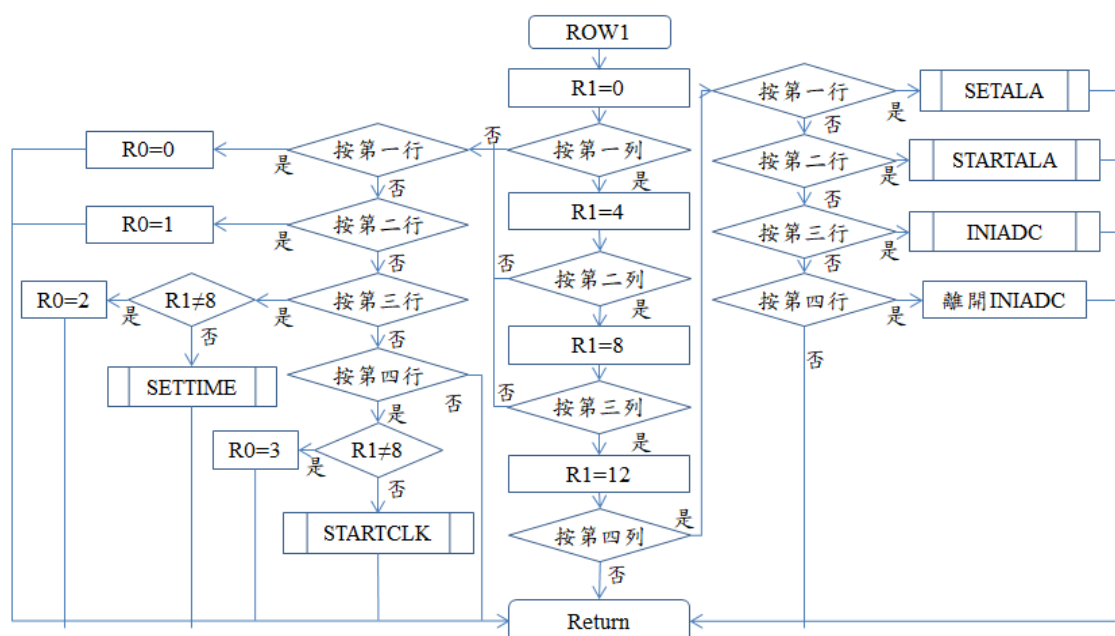 ROW1
R1=0
按第一列
否
是
R1=4
按第二列
否
是
R1=8
按第三列
否
是
R1=12
按第四列
是
否
Return
按第一行
是
否
R0=0
按第二行
是
否
R0=1
按第三行
是
否
R1≠8
是
否
R0=2
SETTIME
按第四行
否
是
R1≠8
是
否
R0=3
STARTCLK
按第一行
是
否
SETALA
按第二行
是
否
STARTALA
按第三行
是
否
INIADC
按第四行
是
否
離開INIADC